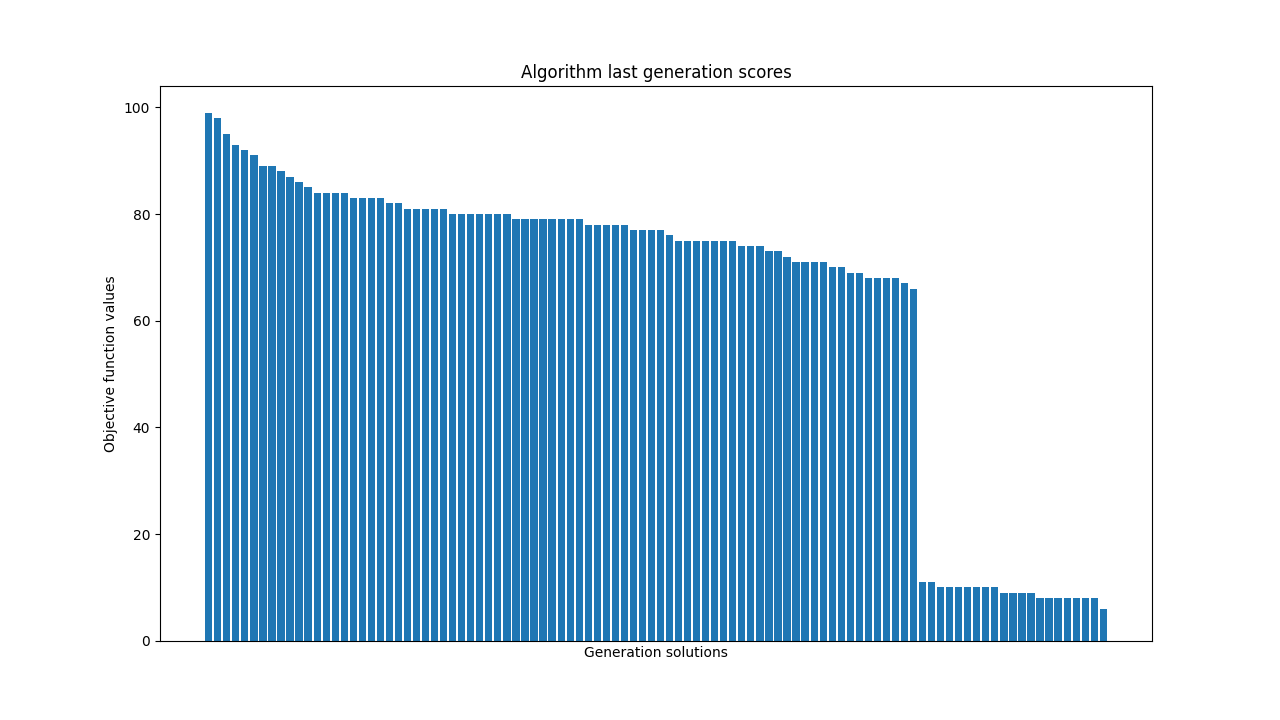 Algorithm last generation scores
100
80
60
40
20
0
Objective function values
Generation solutions